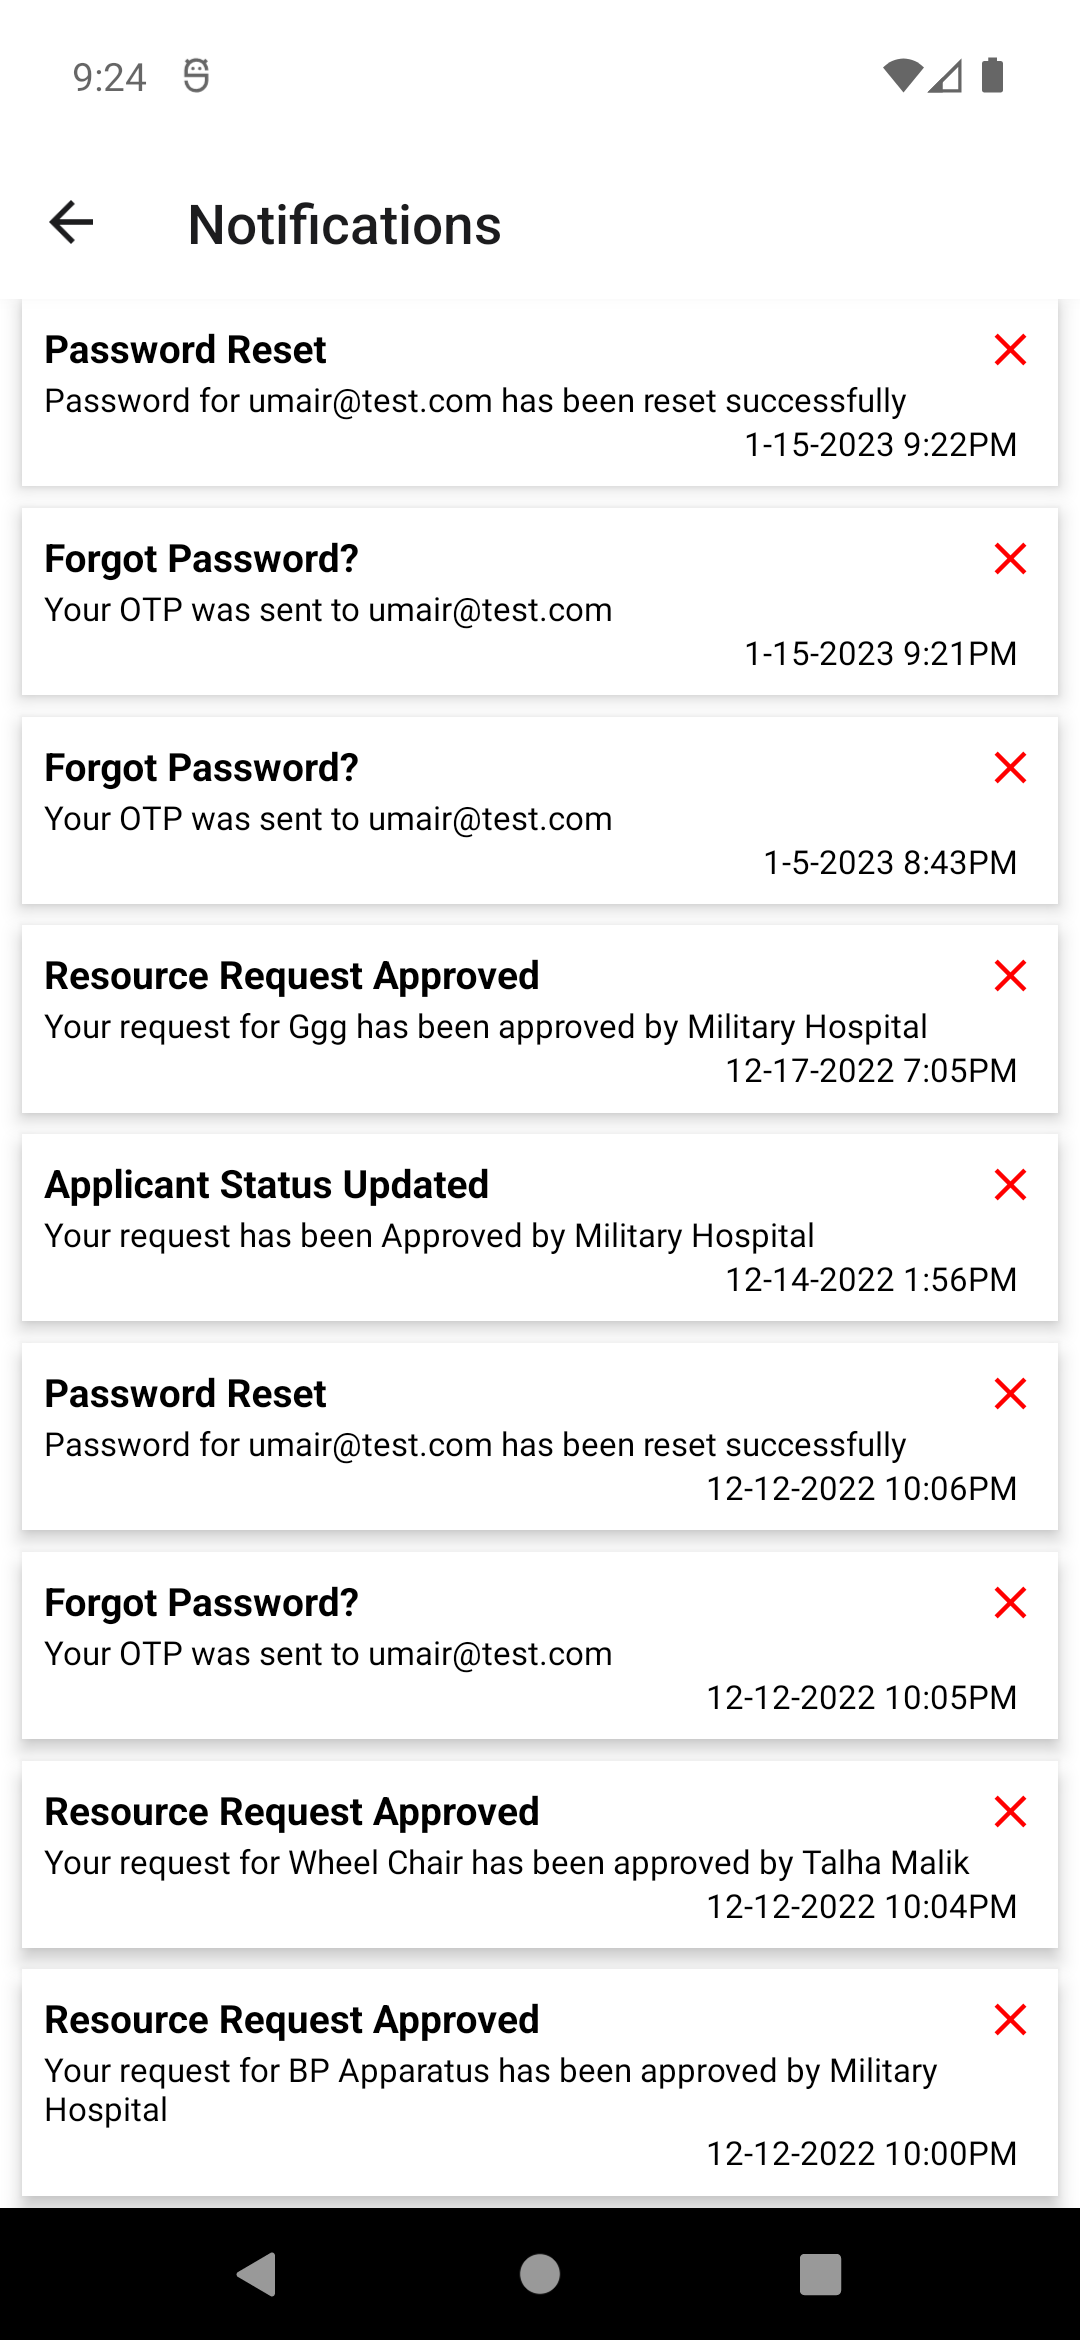 9:24
Notifications
Password Reset
Password for umair@test.com has been reset successfully
1-15-2023 9:22PM
Forgot Password?
Your OTP was sent to umair@test.com
1-15-2023 9:21PM
Forgot Password?
Your OTP was sent to umair@test.com
1-5-2023 8:43PM
Resource Request Approved
Your request for Ggg has been approved by Military Hospital
12-17-2022 7:05PM
Applicant Status Updated
Your request has been Approved by Military Hospital
12-14-2022 1:56PM
Password Reset
Password for umair@test.com has been reset successfully
12-12-2022 10:06PM
Forgot Password?
Your OTP was sent to umair@test.com
12-12-2022 10:05PM
Resource Request Approved
Your request for Wheel Chair has been approved by Talha Malik
12-12-2022 10:04PM
Resource Request Approved
Your request for BP Apparatus has been approved by Military
Hospital
12-12-2022 10:00PM